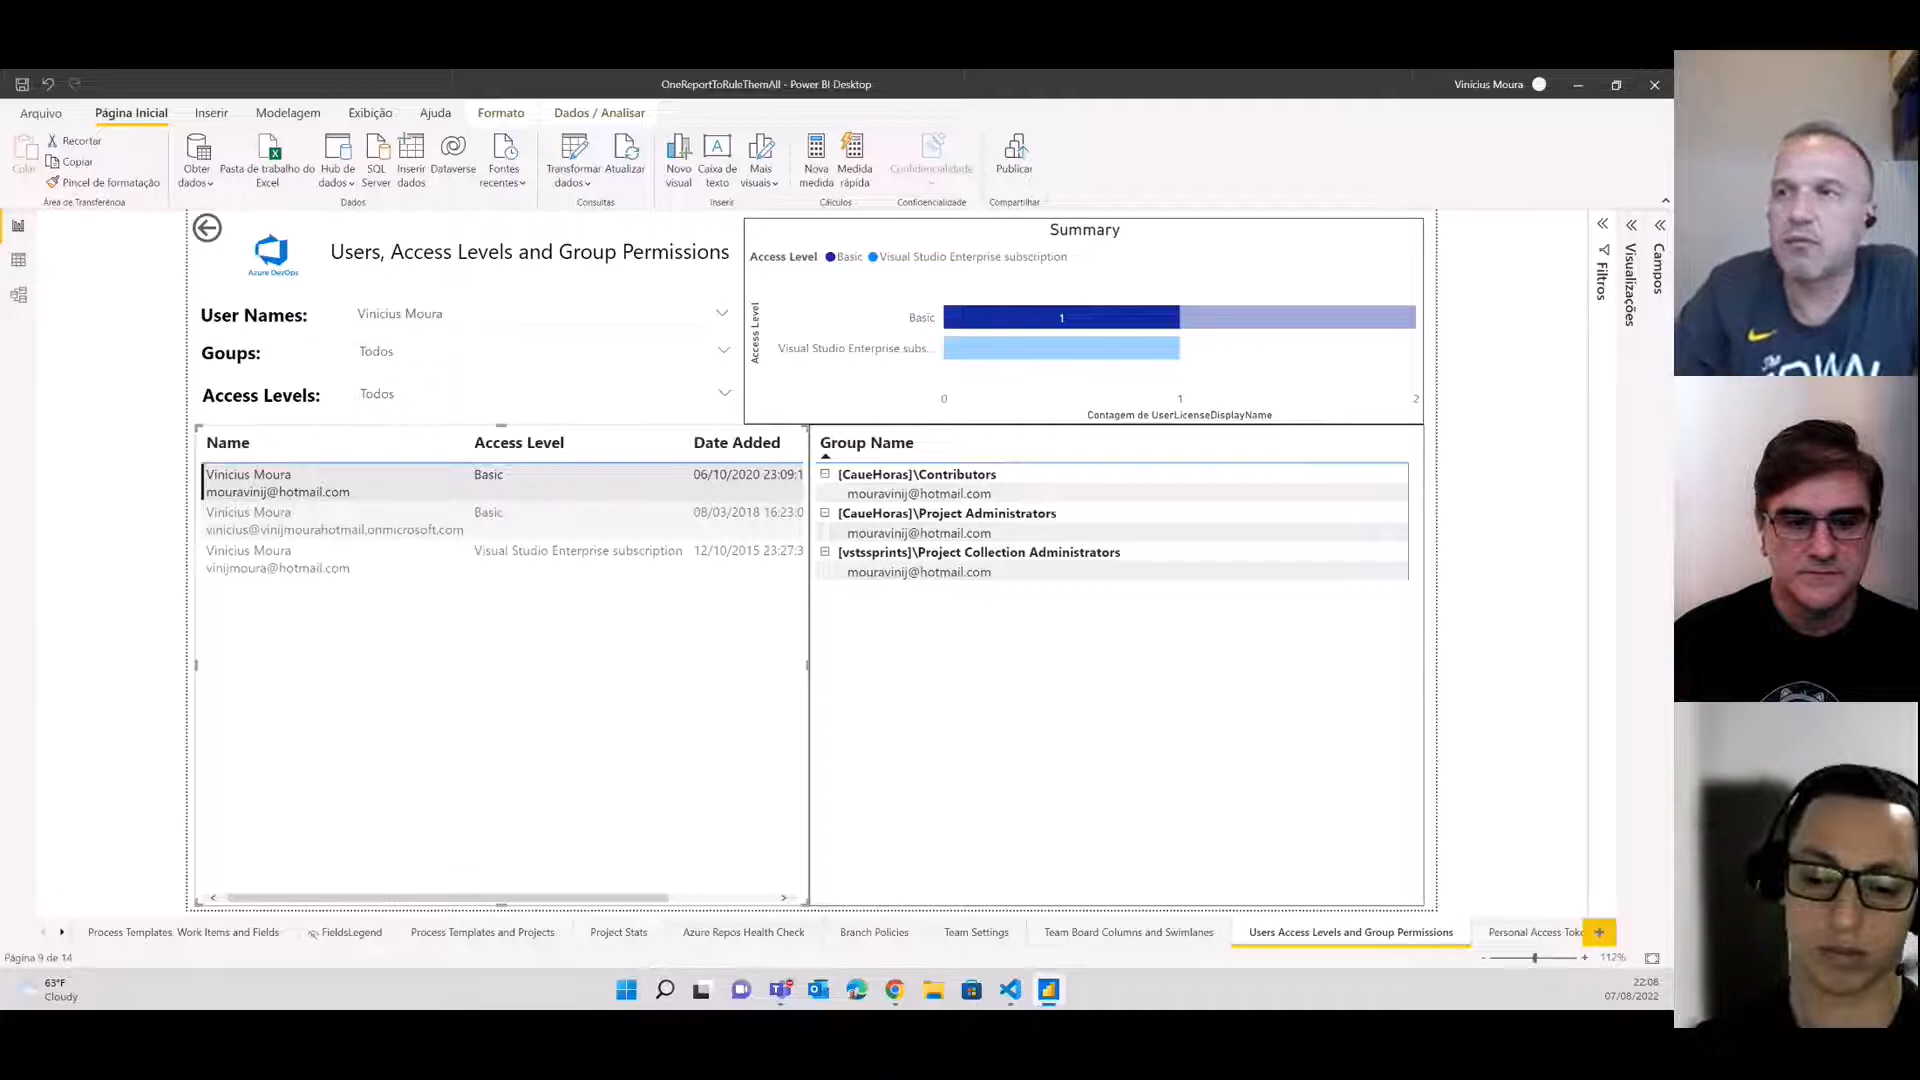 OneReportToRuleThemAll - Power BI Desktop
Vinicius Moura
Arquivo
Página Inicial
Inserir
Modelagem
Exibição
Ajuda
Formato
Dados / Analisar
Colar
Recortar
Copiar
Pincel de formatação
Área de Transferência
Obter dados
Pasta de trabalho do Excel
Hub de dados
SQL Server
Inserir dados
Dataverse
Fontes recentes
Dados
Transformar dados
Atualizar
Consultas
Novo visual
Caixa de texto
Mais visuais
Inserir
Nova medida
Medida rápida
Cálculos
Confidencialidade
Confidencialidade
Publicar
Compartilhar
Azure DevOps
Users, Access Levels and Group Permissions
User Names:
Vinicius Moura
Goups:
Todos
Access Levels:
Todos
Summary
Access Level
Basic
Visual Studio Enterprise subscription
Access Level
Basic
1
Visual Studio Enterprise subs...
0
1
2
Contagem de UserLicenseDisplayName
Name
Access Level
Date Added
Vinicius Moura
mouravinij@hotmail.com
Basic
06/10/2020 23:09:1
Vinicius Moura
vinicius@vinijmourahotmail.onmicrosoft.com
Basic
08/03/2018 16:23:0
Vinicius Moura
vinijmoura@hotmail.com
Visual Studio Enterprise subscription
12/10/2015 23:27:3
Group Name
[CaueHoras]\Contributors
mouravinij@hotmail.com
[CaueHoras]\Project Administrators
mouravinij@hotmail.com
[vstssprints]\Project Collection Administrators
mouravinij@hotmail.com
Filtros
Visualizações
Campos
Process Templates. Work Items and Fields
FieldsLegend
Process Templates and Projects
Project Stats
Azure Repos Health Check
Branch Policies
Team Settings
Team Board Columns and Swimlanes
Users Access Levels and Group Permissions
Personal Access Toke
Página 9 de 14
112%
63°F
Cloudy
22:08
07/08/2022
The